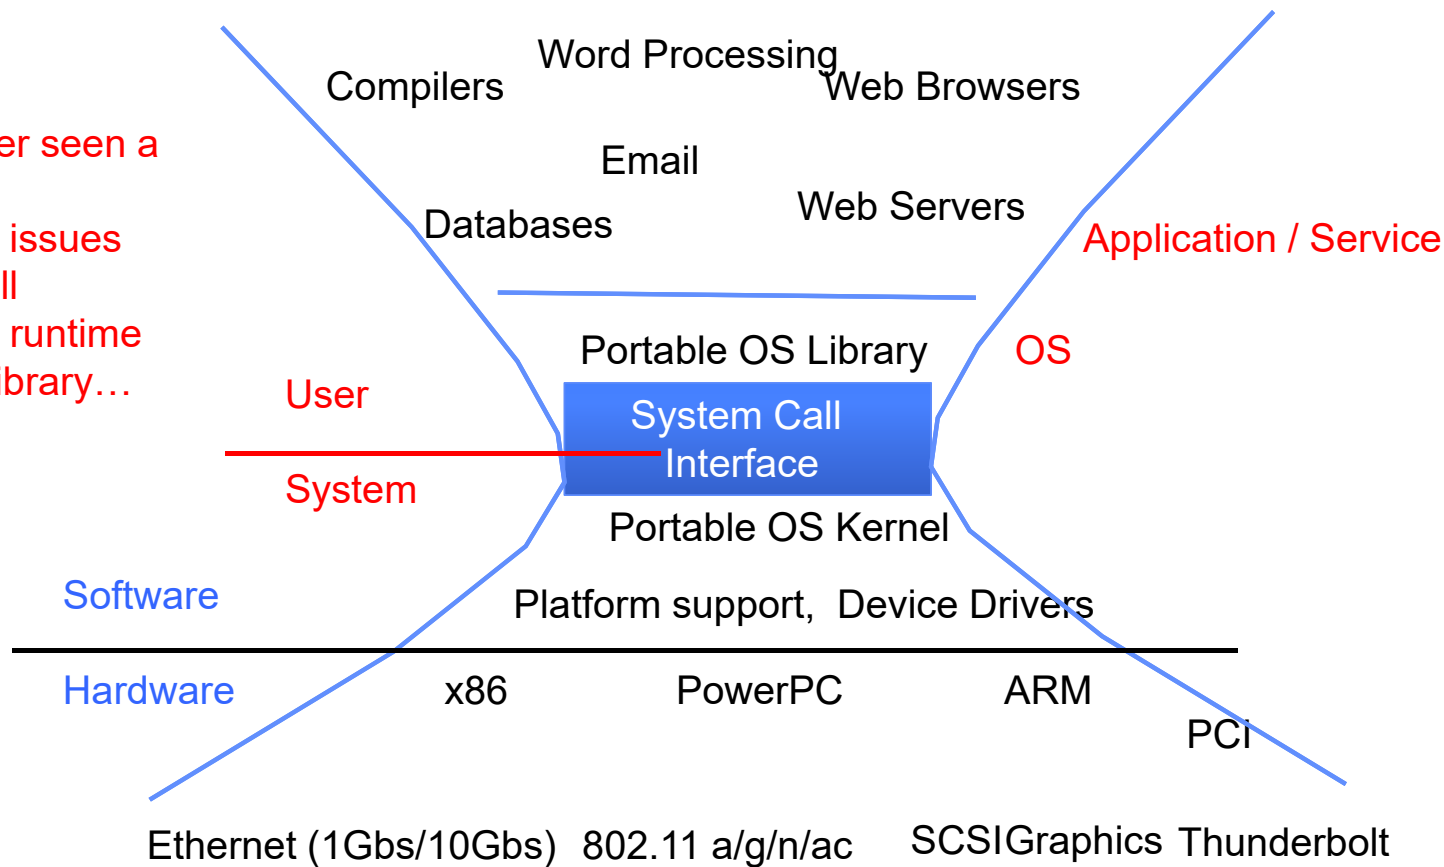 Word Processing
Compilers
Web Browsers
er seen a
Email
Web Servers
Databases
issues
Application / Service
ll
runtime
Portable OS Library
OS
ibrary…
User
System Call
Interface
System
Portable OS Kernel
Software
Platform support, Device Drivers
Hardware
x86
PowerPC
ARM
PCI
Ethernet (1Gbs/10Gbs)
802.11 a/g/n/ac
SCSI
Graphics
Thunderbolt